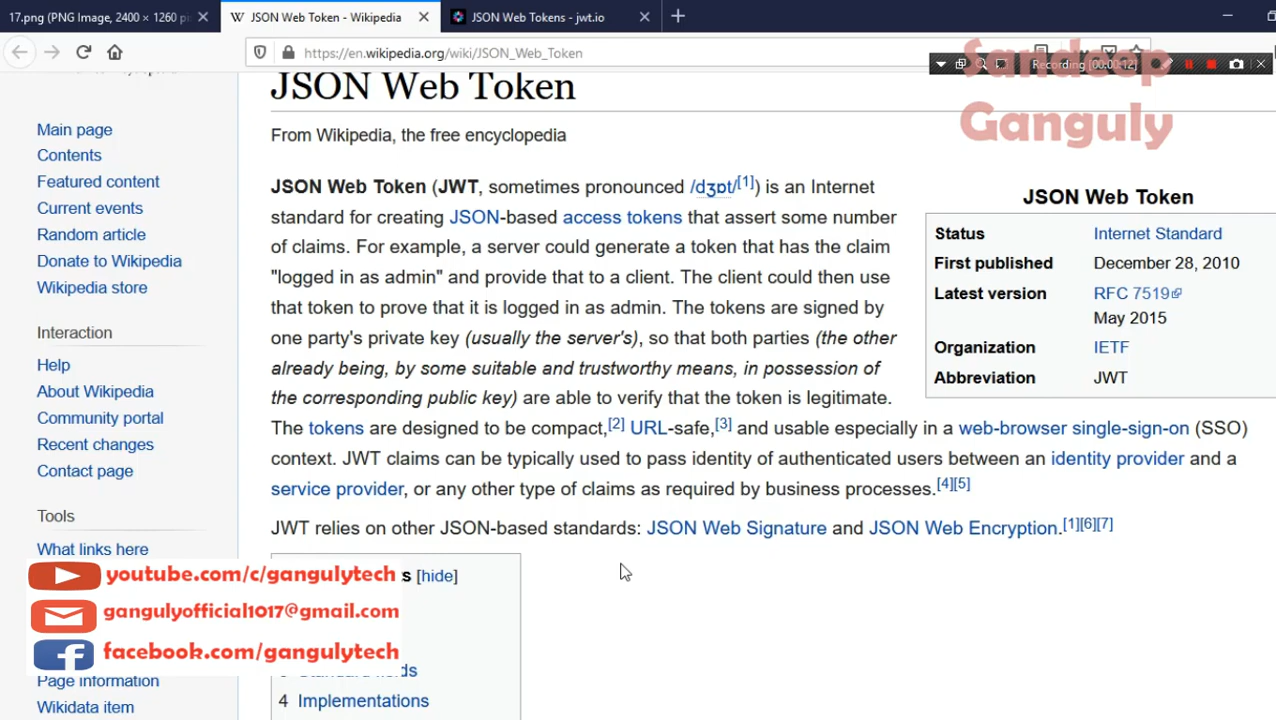 17.png (PNG Image, 2400 × 1260 pi
JSON Web Token - Wikipedia
JSON Web Tokens - jwt.io
https://en.wikipedia.org/wiki/JSON_Web_Token
Recording [00:00:12]
Sandeep
Ganguly
JSON Web Token
From Wikipedia, the free encyclopedia
Main page
Contents
Featured content
Current events
Random article
Donate to Wikipedia
Wikipedia store
Interaction
Help
About Wikipedia
Community portal
Recent changes
Contact page
Tools
What links here
Page information
Wikidata item
JSON Web Token (JWT, sometimes pronounced /dʒɒt/[1]) is an Internet
standard for creating JSON-based access tokens that assert some number
of claims. For example, a server could generate a token that has the claim
"logged in as admin" and provide that to a client. The client could then use
that token to prove that it is logged in as admin. The tokens are signed by
one party's private key (usually the server's), so that both parties (the other
already being, by some suitable and trustworthy means, in possession of
the corresponding public key) are able to verify that the token is legitimate.
The tokens are designed to be compact,[2] URL-safe,[3] and usable especially in a web-browser single-sign-on (SSO)
context. JWT claims can be typically used to pass identity of authenticated users between an identity provider and a
service provider, or any other type of claims as required by business processes.[4][5]
JWT relies on other JSON-based standards: JSON Web Signature and JSON Web Encryption.[1][6][7]
JSON Web Token
Status Internet Standard
First published December 28, 2010
Latest version RFC 7519
May 2015
Organization IETF
Abbreviation JWT
s [hide]
4 Implementations
youtube.com/c/gangulytech
gangulyofficial1017@gmail.com
facebook.com/gangulytech